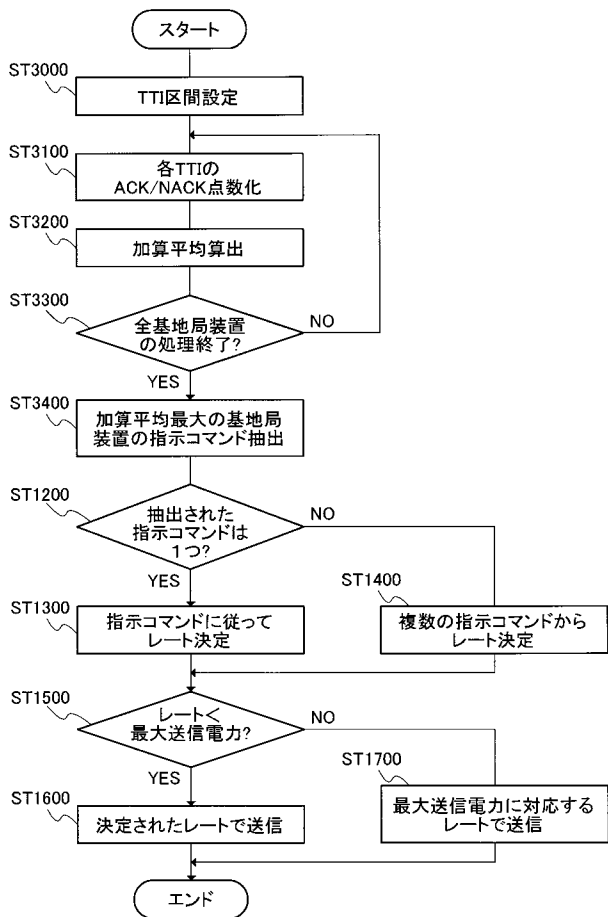 スタート
ST3000
TTI区間設定
ST3100
各TTIの
ACK/NACK点数化
ST3200
加算平均算出
ST3300
全基地局装置
の処理終了?
NO
YES
ST3400
加算平均最大の基地局
装置の指示コマンド抽出
ST1200
抽出された
指示コマンドは
1つ?
NO
YES
ST1300
指示コマンドに従って
レート決定
ST1400
複数の指示コマンドから
レート決定
ST1500
レート<
最大送信電力?
NO
YES
ST1600
決定されたレートで送信
ST1700
最大送信電力に対応する
レートで送信
エンド